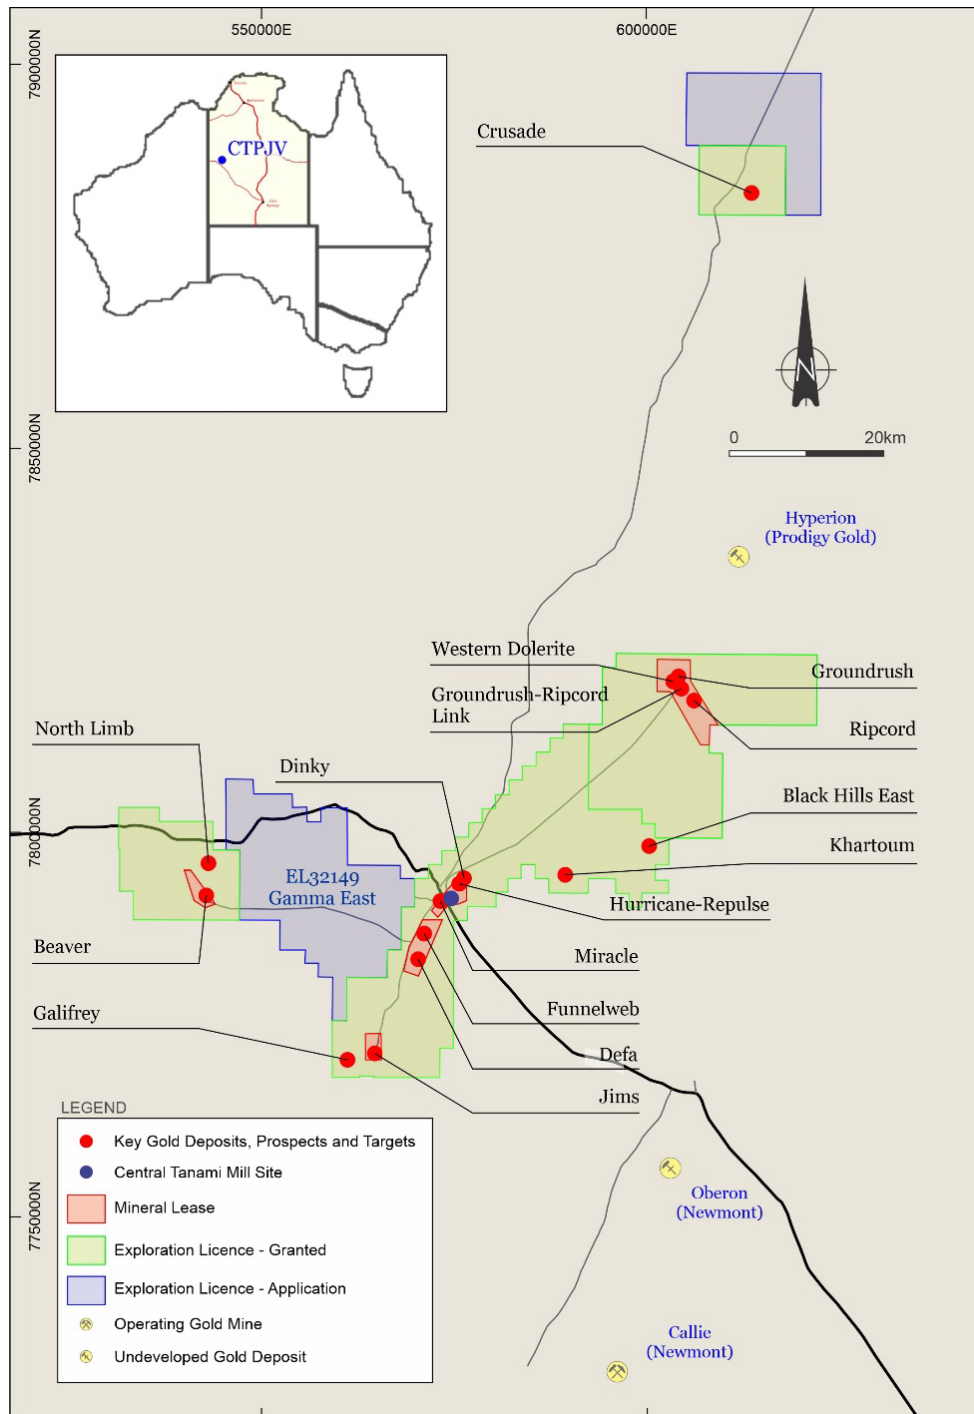 550000E
600000E
7900000N
CTPJV
Crusade
7850000N
0
20km
N
Hyperion
(Prodigy Gold)
Western Dolerite
Groundrush
Groundrush-Ripcord
Link
Ripcord
North Limb
Dinky
Black Hills East
7800000N
Khartoum
EL32149
Gamma East
Hurricane-Repulse
Beaver
Miracle
Galifrey
Funnelweb
Defa
Jims
LEGEND
Key Gold Deposits, Prospects and Targets
Central Tanami Mill Site
Mineral Lease
Exploration Licence - Granted
Exploration Licence - Application
Operating Gold Mine
Undeveloped Gold Deposit
7750000N
Oberon
(Newmont)
Callie
(Newmont)